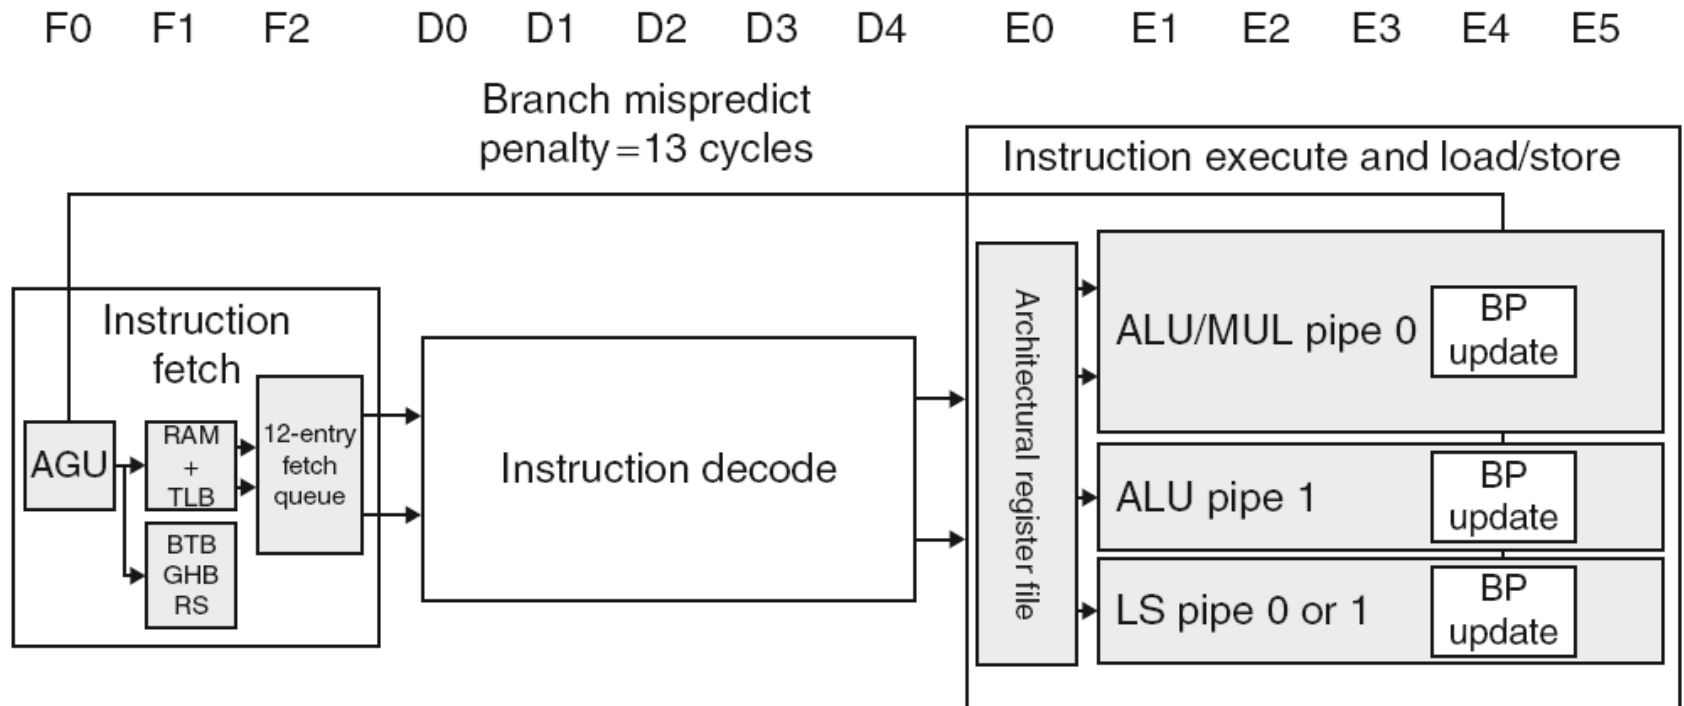 F0 F1 F2 D0 D1 D2 D3 D4 E0 E1 E2 E3 E4 E5
Branch mispredict
penalty=13 cycles
Instruction execute and load/store
Instruction
fetch
AGU
RAM
+
TLB
BTB
GHB
RS
12-entry
fetch
queue
Instruction decode
Architectural register file
ALU/MUL pipe 0
BP
update
ALU pipe 1
BP
update
LS pipe 0 or 1
BP
update